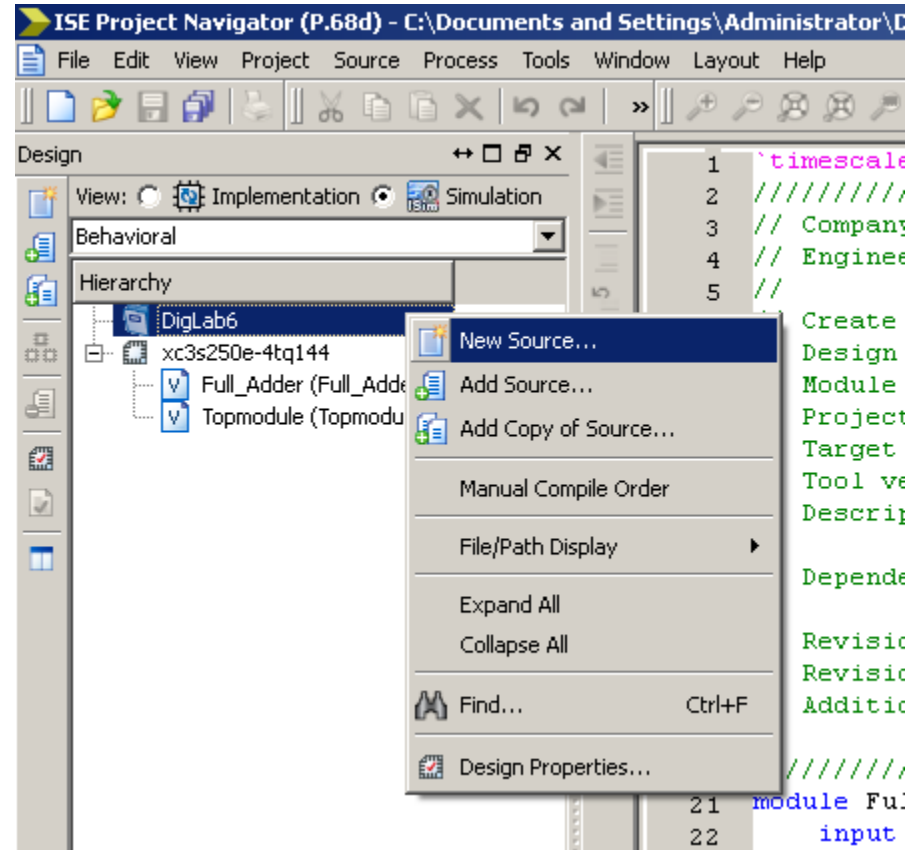 ISE Project Navigator (P.68d) - C:\Documents and Settings\Administrator\D
File Edit View Project Source Process Tools Window Layout Help
»
Design
View: Implementation Simulation
Behavioral
Hierarchy
DigLab6
xc3s250e-4tq144
Full_Adder (Full_Adde
Topmodule (Topmodu
New Source...
Add Source...
Add Copy of Source...
Manual Compile Order
File/Path Display
Expand All
Collapse All
Find... Ctrl+F
Design Properties...
1 `timescale
2 //////////
3 // Company
4 // Enginee
5 //
Create
Design
Module
Project
Target
Tool ve
Descrip
Depende
Revisio
Revisio
Additio
////////
21 module Ful
22 input